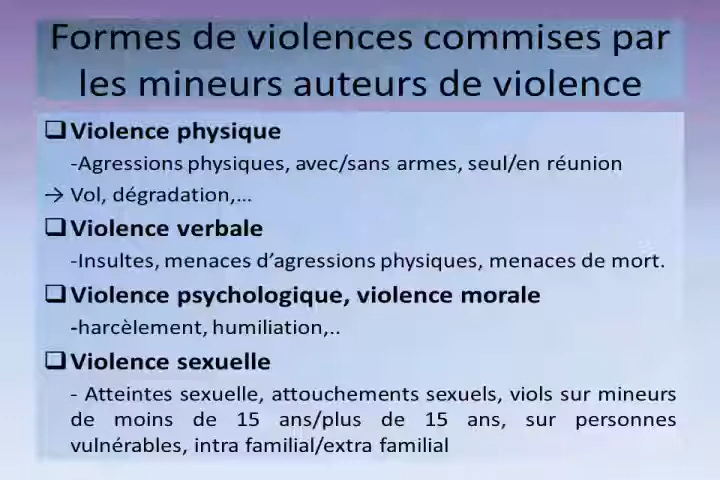 Formes de violences commises par
les mineurs auteurs de violence
❑Violence physique
-Agressions physiques, avec/sans armes, seul/en réunion
→ Vol, dégradation,...
❑Violence verbale
-Insultes, menaces d’agressions physiques, menaces de mort.
❑Violence psychologique, violence morale
-harcèlement, humiliation,..
❑Violence sexuelle
- Atteintes sexuelle, attouchements sexuels, viols sur mineurs
de moins de 15 ans/plus de 15 ans, sur personnes
vulnérables, intra familial/extra familial